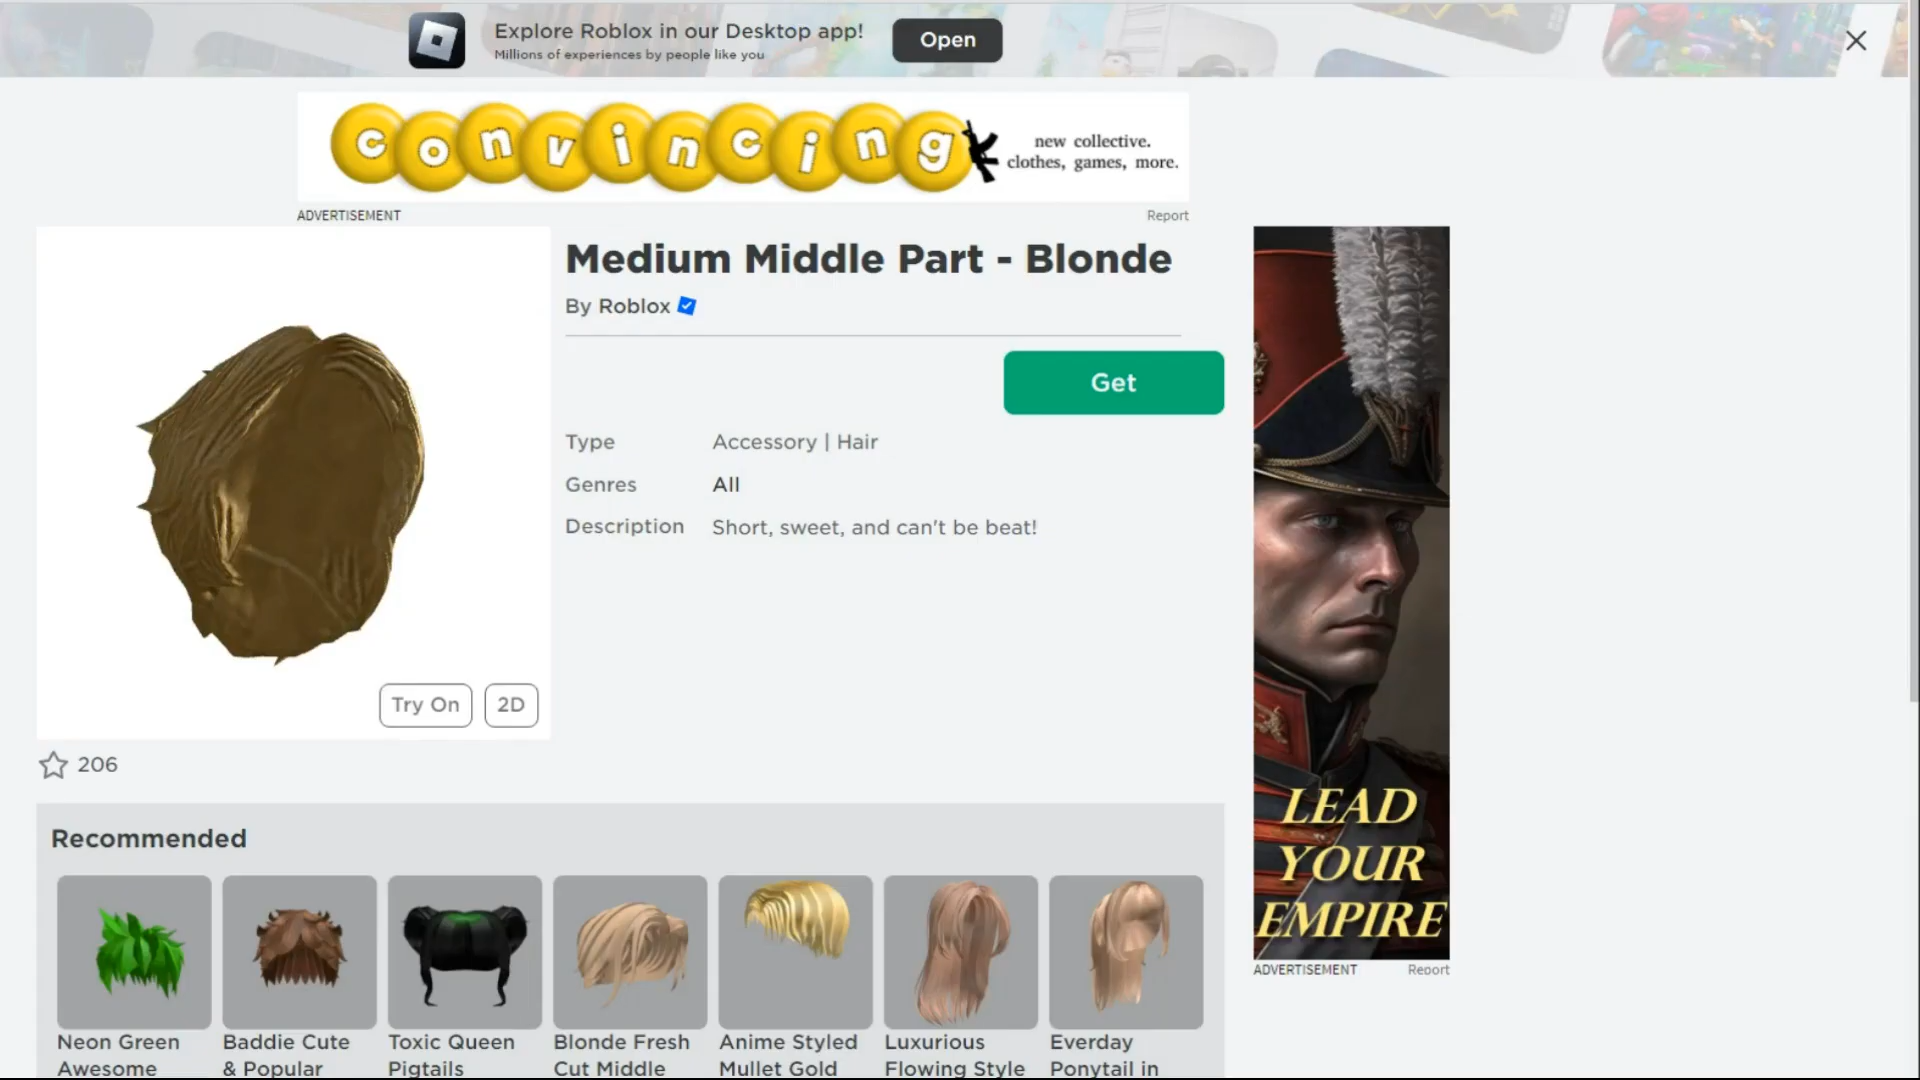 Explore Roblox in our Desktop app!
Millions of experiences by people like you
Open
convincing
new collective.
clothes, games, more.
ADVERTISEMENT
Report
Medium Middle Part - Blonde
By Roblox
Get
Type
Accessory | Hair
Genres
All
Description
Short, sweet, and can't be beat!
Try On
2D
206
LEAD
YOUR
EMPIRE
ADVERTISEMENT
Report
Recommended
Neon Green
Awesome
Baddie Cute
& Popular
Toxic Queen
Pigtails
Blonde Fresh
Cut Middle
Anime Styled
Mullet Gold
Luxurious
Flowing Style
Everday
Ponytail in